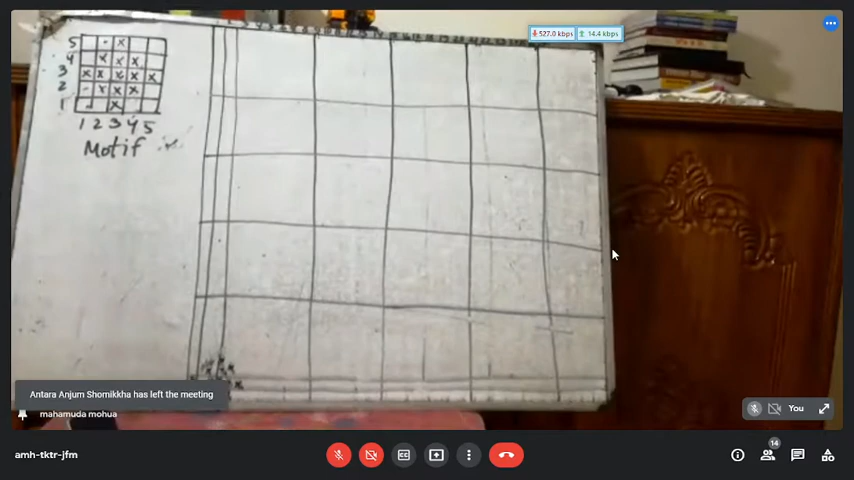 527.0 kbps 14.4 kbps
5
4
3
2
1
1 2 3 4 5
Motif
Antara Anjum Shomikkha has left the meeting
mahamuda mohua
You
14
amh-tktr-jfm